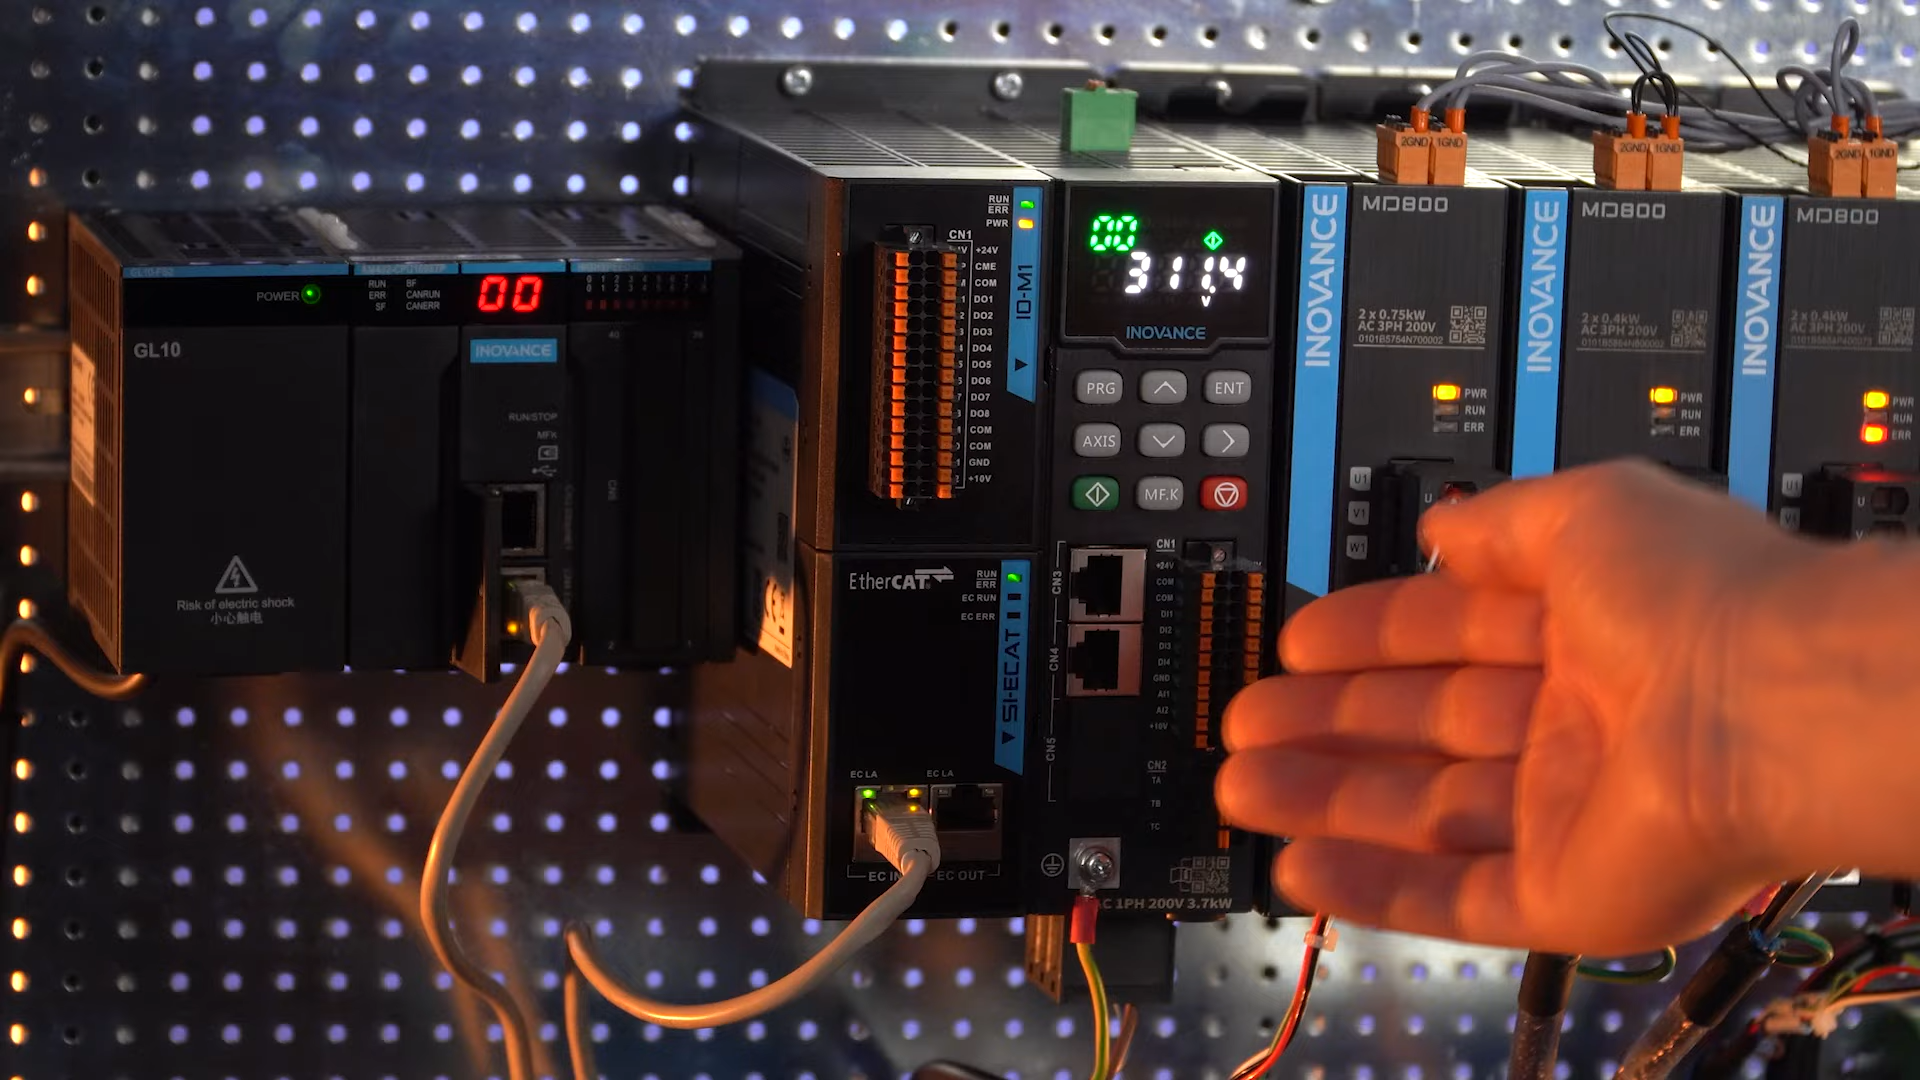 GL10-PS2
POWER
RUN
ERR
SF
BF
CANRUN
CANERR
00
GL10
INOVANCE
RUN/STOP
MFK
Risk of electric shock
小心触电
RUN
ERR
PWR
CN1
+24V
CME
COM
DO1
DO2
DO3
DO4
DO5
DO6
DO7
DO8
COM
COM
GND
+10V
IO-M1
EtherCAT
RUN
ERR
EC RUN
EC ERR
SI-ECAT
EC LA
EC LA
EC IN
EC OUT
00
311.4
V
INOVANCE
PRG
ENT
AXIS
MF.K
CN3
CN4
CN5
CN1
+24V
COM
COM
DI1
DI2
DI3
DI4
GND
AI1
AI2
+10V
CN2
TA
TB
TC
AC 1PH 200V 3.7kW
2GND 1GND
INOVANCE
MD800
2 x 0.75kW
AC 3PH 200V
0101B5754N700002
PWR
RUN
ERR
U1
V1
W1
U
2GND 1GND
INOVANCE
MD800
2 x 0.4kW
AC 3PH 200V
PWR
RUN
ERR
2GND 1GND
INOVANCE
MD800
2 x 0.4kW
AC 3PH 200V
PWR
RUN
ERR
U1
V1
U
V